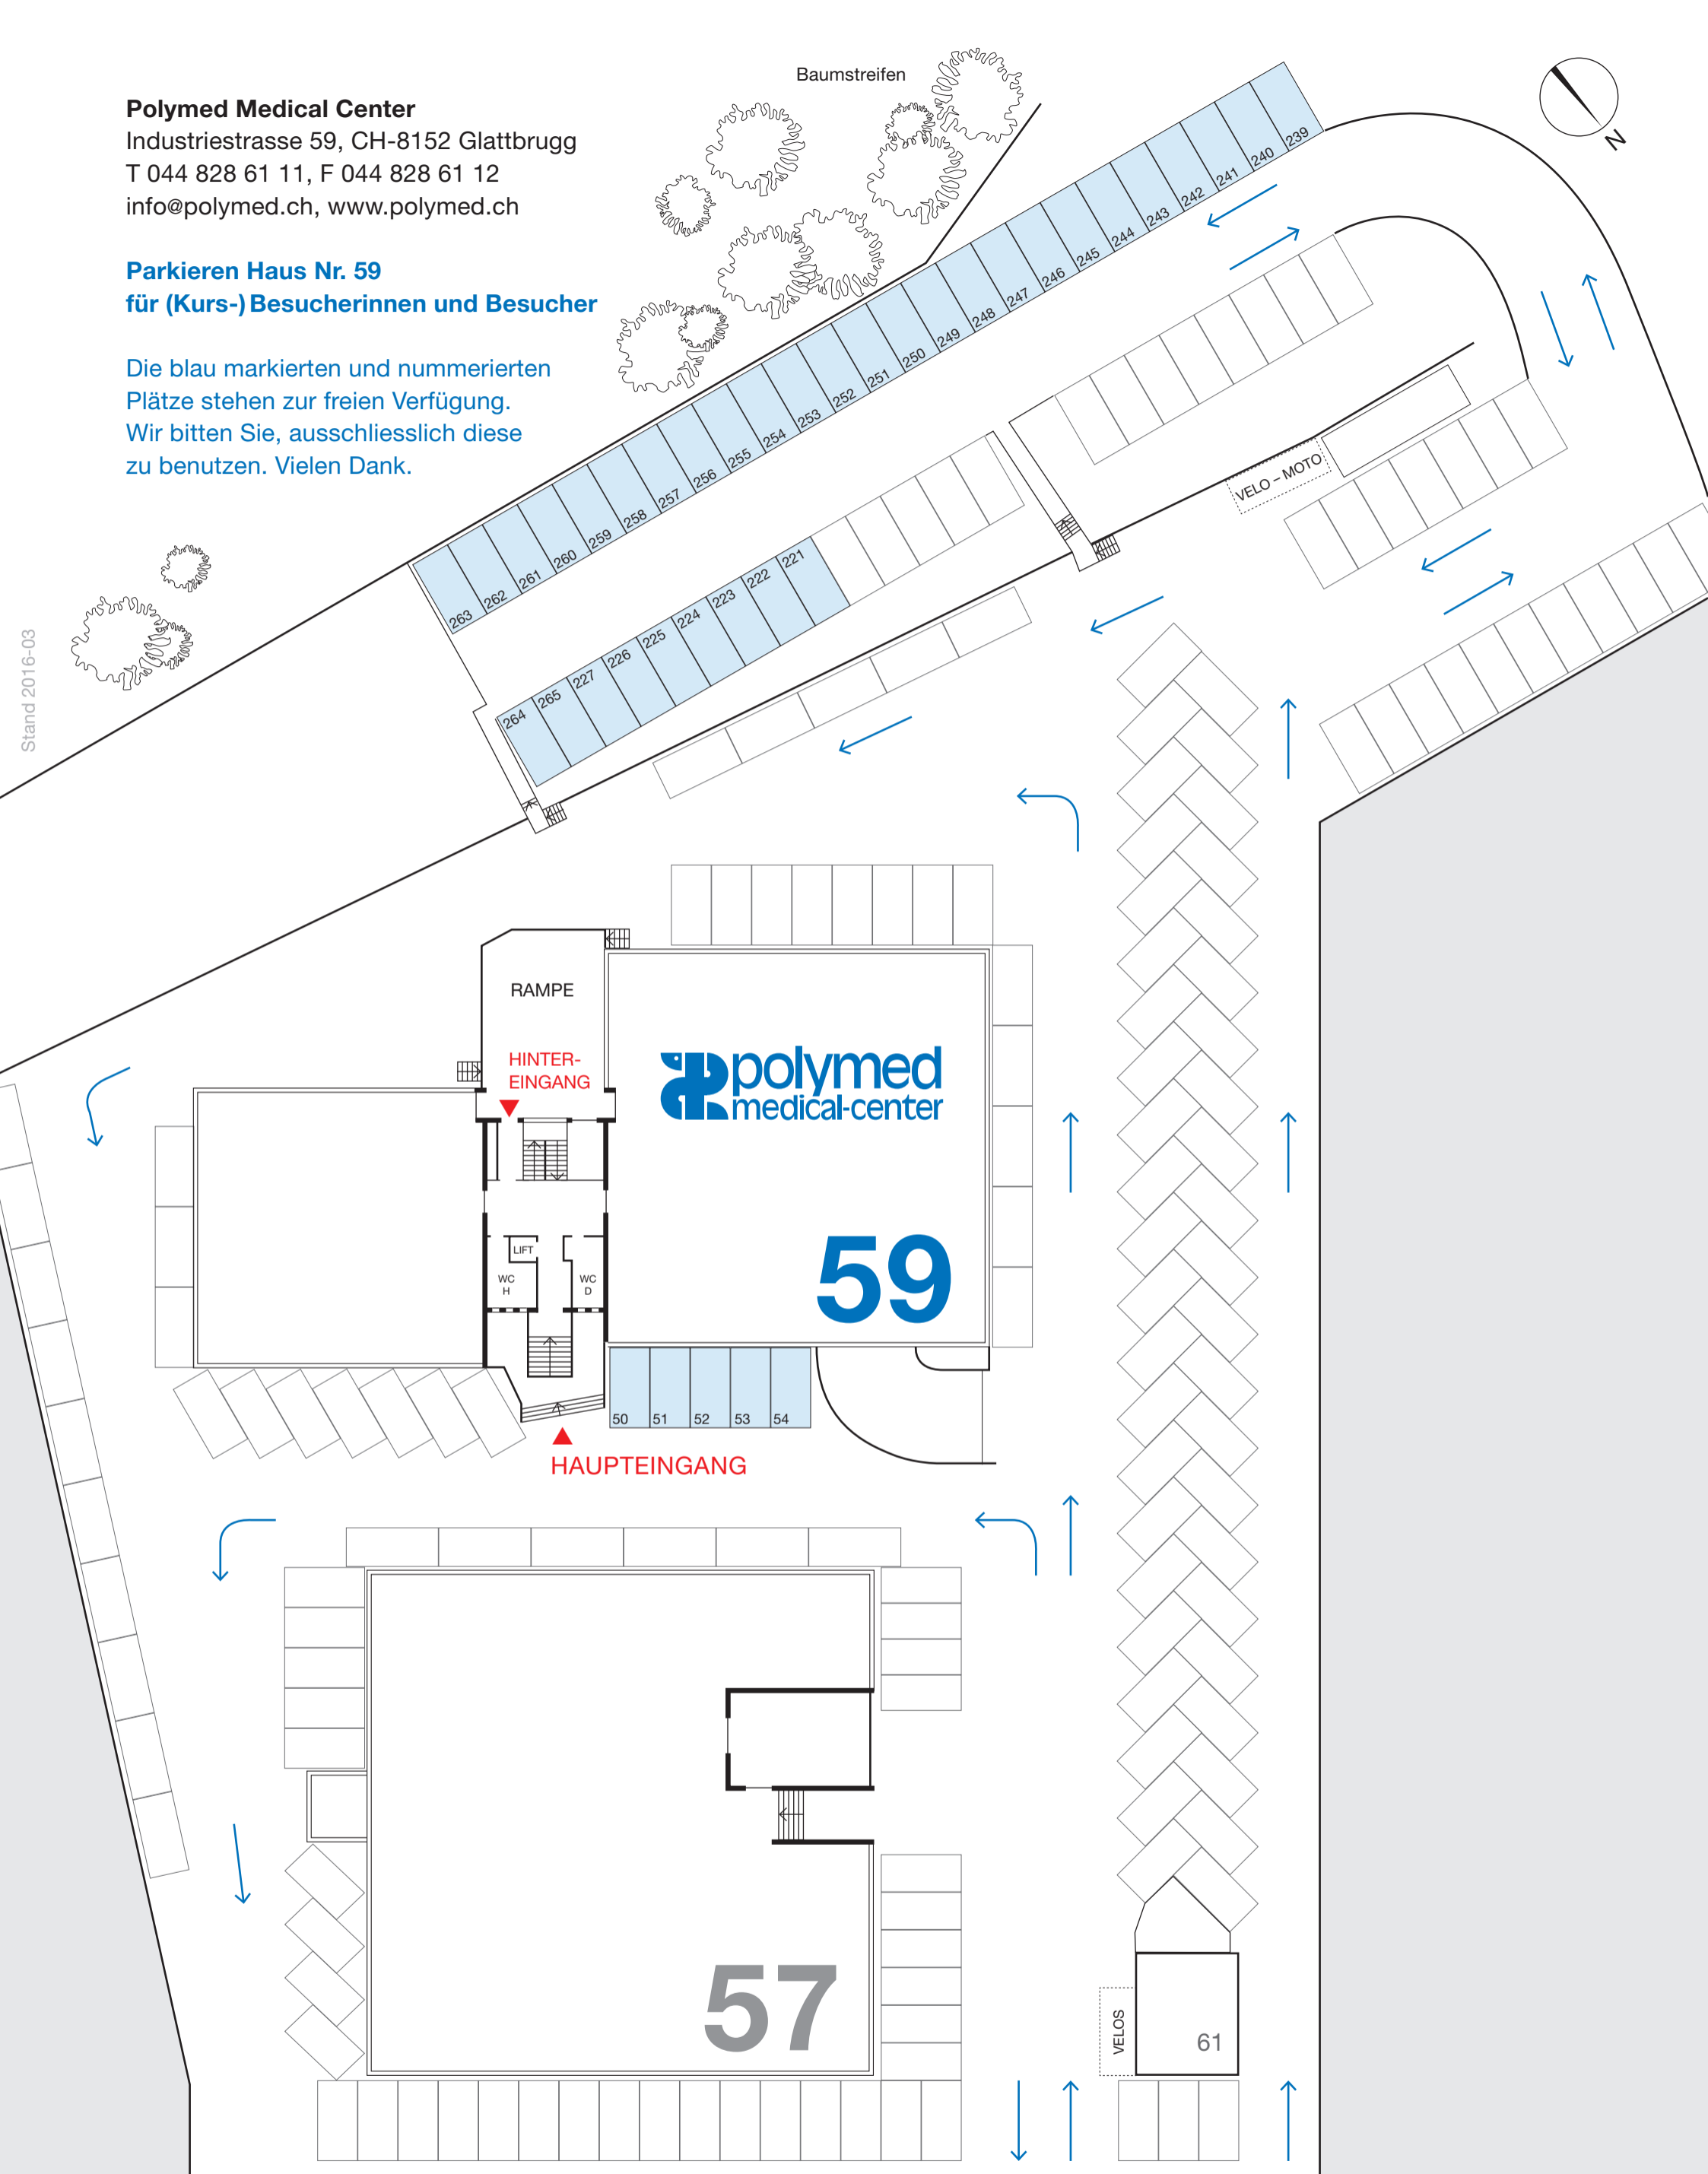 Baumstreifen
Polymed Medical Center
Industriestrasse 59, CH-8152 Glattbrugg
T 044 828 61 11, F 044 828 61 12
info@polymed.ch, www.polymed.ch
N
Parkieren Haus Nr. 59
für (Kurs-) Besucherinnen und Besucher
Die blau markierten und nummerierten
Plätze stehen zur freien Verfügung.
Wir bitten Sie, ausschliesslich diese
zu benutzen. Vielen Dank.
239
240
241
242
243
244
245
246
247
248
249
250
251
252
253
254
255
256
257
258
259
260
261
262
263
VELO – MOTO
221
222
223
224
225
226
227
265
264
Stand 2016-03
RAMPE
HINTER-
EINGANG
polymed
medical-center
LIFT
WC
H
WC
D
59
50
51
52
53
54
HAUPTEINGANG
57
VELOS
61